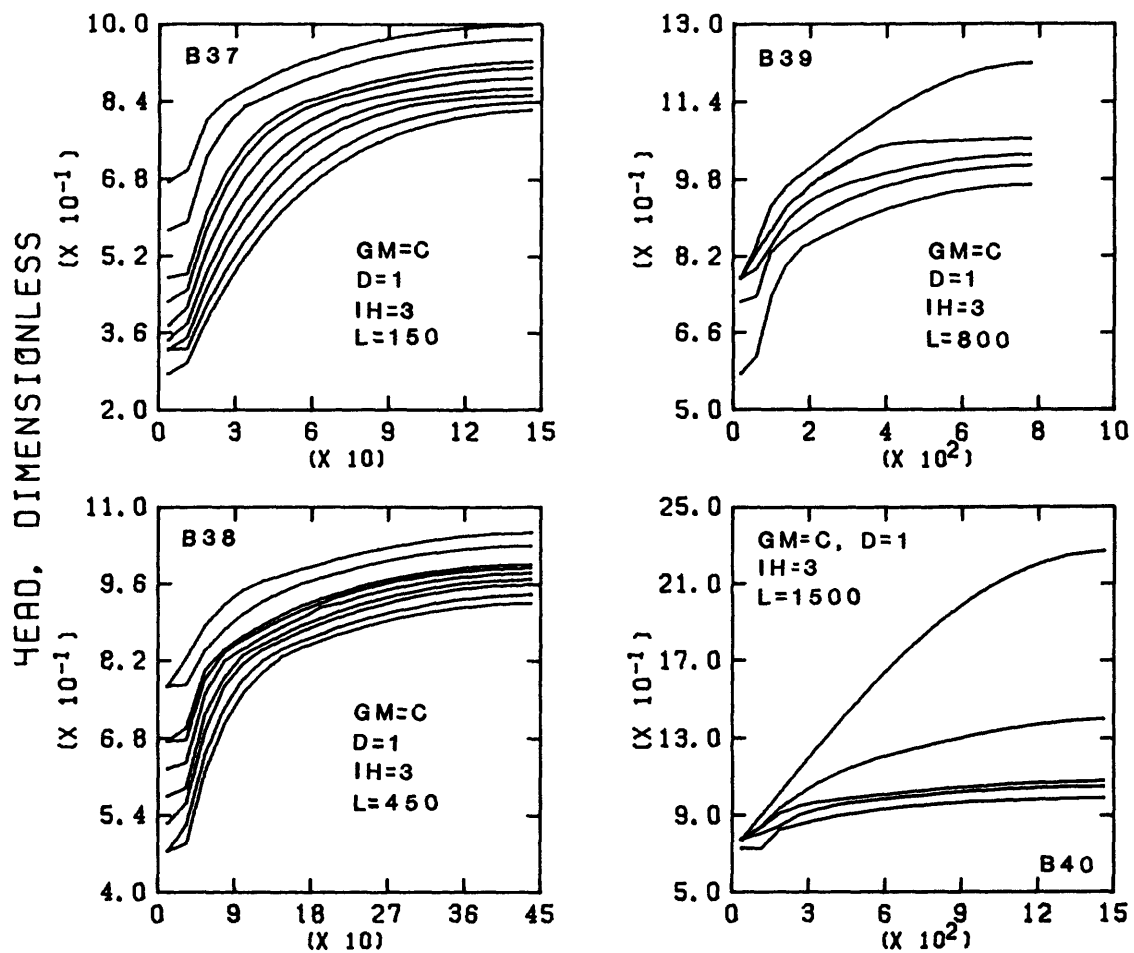 HEAD, DIMENSIONLESS
B37
10.0
8.4
6.8
5.2
3.6
2.0
(X 10⁻¹)
GM=C
D=1
IH=3
L=150
0 3 6 9 12 15
(X 10)
B39
13.0
11.4
9.8
8.2
6.6
5.0
(X 10⁻¹)
GM=C
D=1
IH=3
L=800
0 2 4 6 8 10
(X 10²)
B38
11.0
9.6
8.2
6.8
5.4
4.0
(X 10⁻¹)
GM=C
D=1
IH=3
L=450
0 9 18 27 36 45
(X 10)
25.0
21.0
17.0
13.0
9.0
5.0
(X 10⁻¹)
GM=C, D=1
IH=3
L=1500
B40
0 3 6 9 12 15
(X 10²)